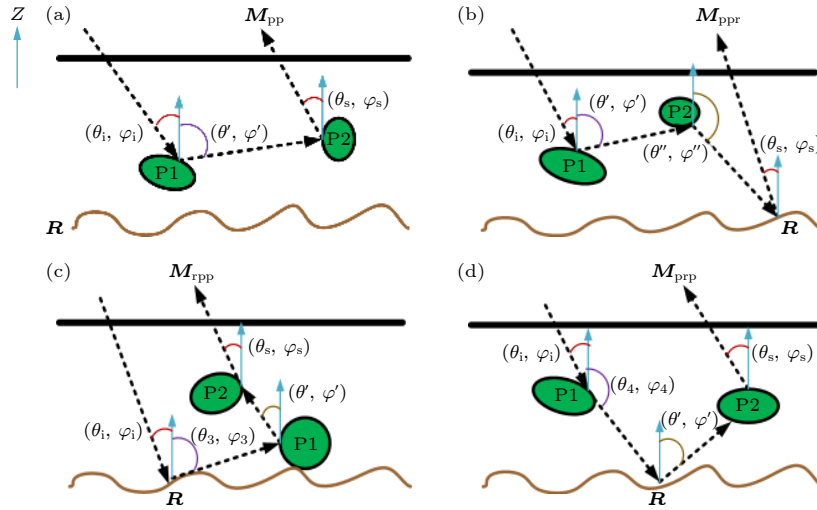 Z
(a)
M_pp
(θ_i, φ_i)
(θ′, φ′)
(θ_s, φ_s)
P1
P2
R
(b)
M_ppr
(θ_i, φ_i)
(θ′, φ′)
(θ″, φ″)
(θ_s, φ_s)
P1
P2
R
(c)
M_rpp
(θ_s, φ_s)
P2
(θ′, φ′)
(θ_i, φ_i)
(θ_3, φ_3)
P1
R
(d)
M_prp
(θ_i, φ_i)
(θ_4, φ_4)
(θ_s, φ_s)
P1
P2
(θ′, φ′)
R